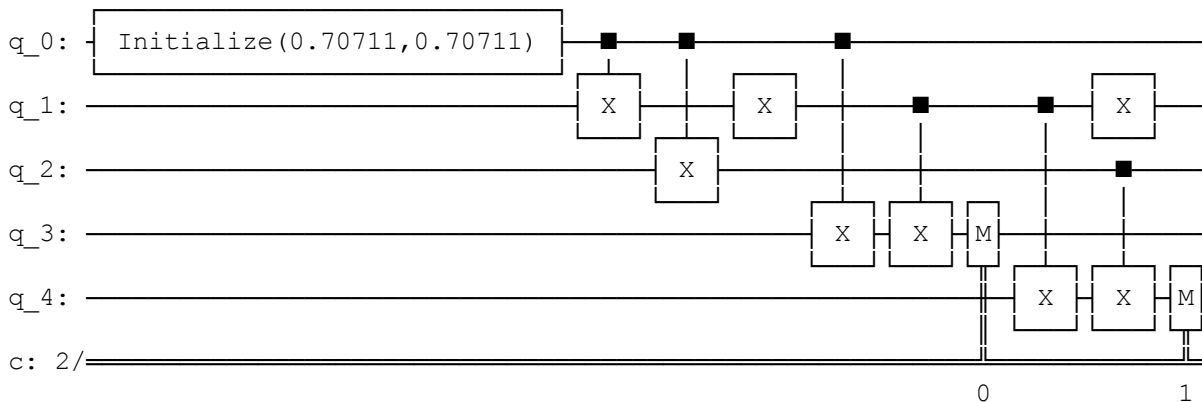 q_0: Initialize(0.70711,0.70711)
q_1: X X X
q_2: X
q_3: X X M
q_4: X X M
c: 2/
0 1